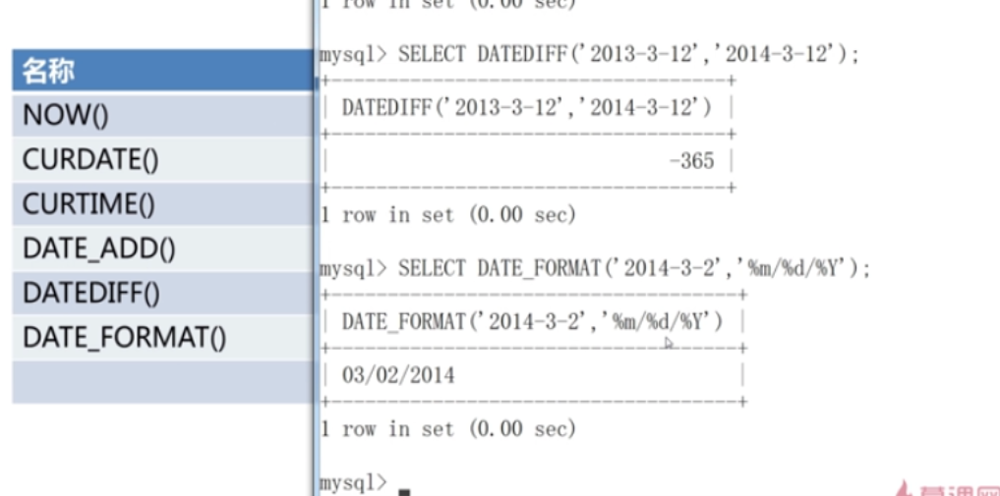 名称
NOW()
CURDATE()
CURTIME()
DATE_ADD()
DATEDIFF()
DATE_FORMAT()
1 row in set (0.00 sec)
mysql> SELECT DATEDIFF('2013-3-12','2014-3-12');
+-----------------------------------+
| DATEDIFF('2013-3-12','2014-3-12') |
+-----------------------------------+
| -365 |
+-----------------------------------+
1 row in set (0.00 sec)
mysql> SELECT DATE_FORMAT('2014-3-2','%m/%d/%Y');
+------------------------------------+
| DATE_FORMAT('2014-3-2','%m/%d/%Y') |
+------------------------------------+
| 03/02/2014 |
+------------------------------------+
1 row in set (0.00 sec)
mysql>
慕课网